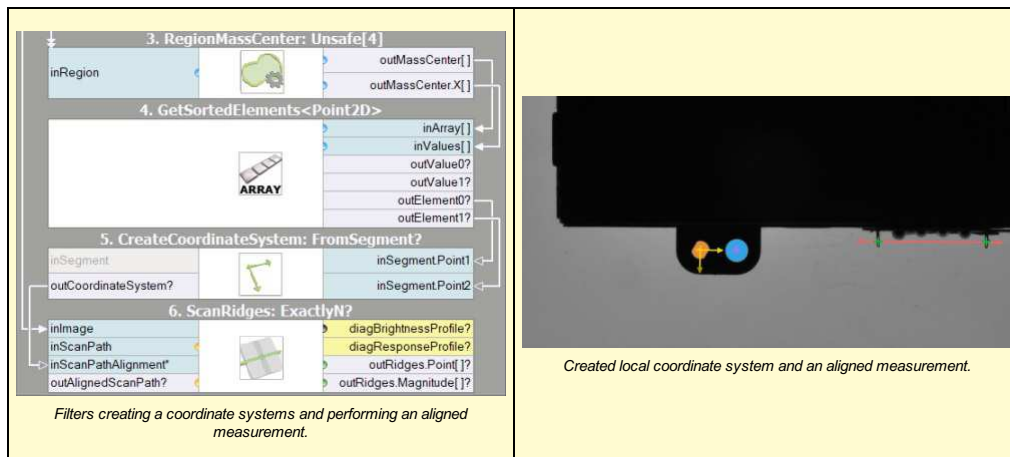 3. RegionMassCenter: Unsafe[4]
inRegion
outMassCenter[ ]
outMassCenter.X[ ]
4. GetSortedElements<Point2D>
inArray[ ]
inValues[ ]
outValue0?
outValue1?
ARRAY
outElement0?
outElement1?
5. CreateCoordinateSystem: FromSegment?
inSegment
inSegment.Point1
outCoordinateSystem?
inSegment.Point2
6. ScanRidges: ExactlyN?
inImage
diagBrightnessProfile?
inScanPath
diagResponseProfile?
inScanPathAlignment*
outRidges.Point[ ]?
outAlignedScanPath?
outRidges.Magnitude[ ]?
Filters creating a coordinate systems and performing an aligned
measurement.
Created local coordinate system and an aligned measurement.